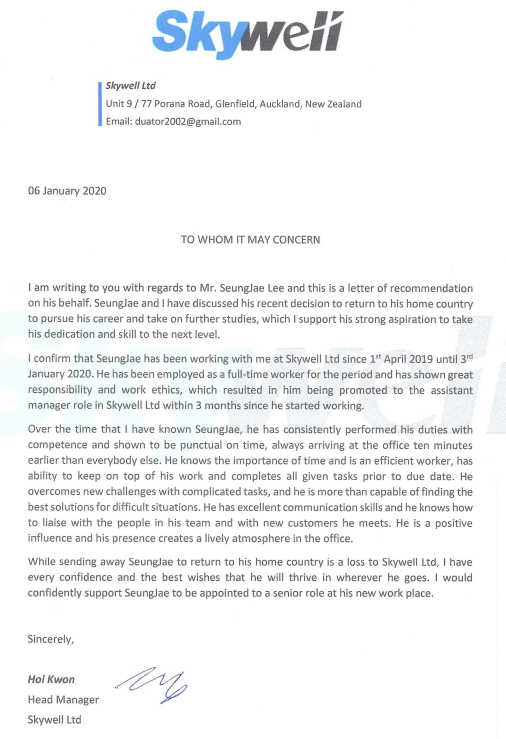 Skywell
Skywell Ltd
Unit 9 / 77 Porana Road, Glenfield, Auckland, New Zealand
Email: duator2002@gmail.com
06 January 2020
TO WHOM IT MAY CONCERN
I am writing to you with regards to Mr. SeungJae Lee and this is a letter of recommendation
on his behalf. SeungJae and I have discussed his recent decision to return to his home country
to pursue his career and take on further studies, which I support his strong aspiration to take
his dedication and skill to the next level.
I confirm that SeungJae has been working with me at Skywell Ltd since 1st April 2019 until 3rd
January 2020. He has been employed as a full-time worker for the period and has shown great
responsibility and work ethics, which resulted in him being promoted to the assistant
manager role in Skywell Ltd within 3 months since he started working.
Over the time that I have known SeungJae, he has consistently performed his duties with
competence and shown to be punctual on time, always arriving at the office ten minutes
earlier than everybody else. He knows the importance of time and is an efficient worker, has
ability to keep on top of his work and completes all given tasks prior to due date. He
overcomes new challenges with complicated tasks, and he is more than capable of finding the
best solutions for difficult situations. He has excellent communication skills and he knows how
to liaise with the people in his team and with new customers he meets. He is a positive
influence and his presence creates a lively atmosphere in the office.
While sending away SeungJae to return to his home country is a loss to Skywell Ltd, I have
every confidence and the best wishes that he will thrive in wherever he goes. I would
confidently support SeungJae to be appointed to a senior role at his new work place.
Sincerely,
Hoi Kwon
Head Manager
Skywell Ltd